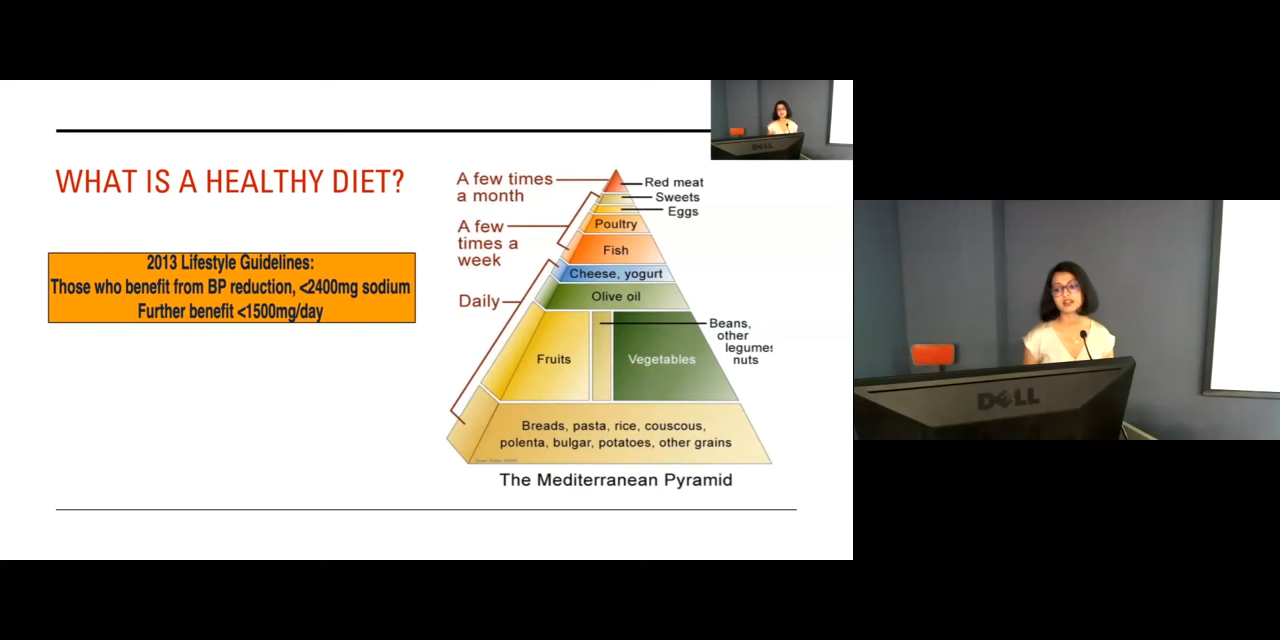 WHAT IS A HEALTHY DIET?
2013 Lifestyle Guidelines:
Those who benefit from BP reduction, <2400mg sodium
Further benefit <1500mg/day
A few times
a month
A few
times a
week
Daily
Red meat
Sweets
Eggs
Poultry
Fish
Cheese, yogurt
Olive oil
Beans,
other
legumes
nuts
Fruits
Vegetables
Breads, pasta, rice, couscous,
polenta, bulgar, potatoes, other grains
The Mediterranean Pyramid
DELL
DELL